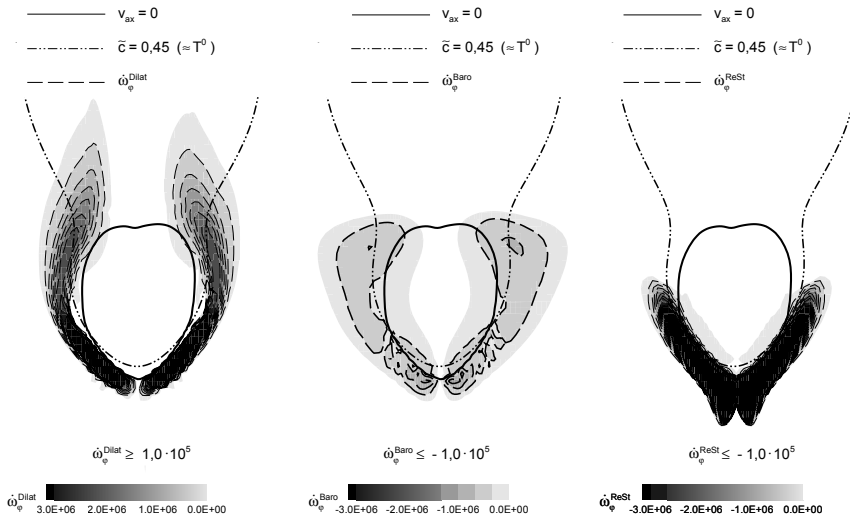 v_ax = 0
c̃ = 0,45 (≈ T⁰ )
ω̇_φ^Dilat
v_ax = 0
c̃ = 0,45 (≈ T⁰ )
ω̇_φ^Baro
v_ax = 0
c̃ = 0,45 (≈ T⁰ )
ω̇_φ^ReSt
ω̇_φ^Dilat ≥ 1,0·10⁵
ω̇_φ^Baro ≤ - 1,0·10⁵
ω̇_φ^ReSt ≤ - 1,0·10⁵
ω̇_φ^Dilat
3.0E+06 2.0E+06 1.0E+06 0.0E+00
ω̇_φ^Baro
-3.0E+06 -2.0E+06 -1.0E+06 0.0E+00
ω̇_φ^ReSt
-3.0E+06 -2.0E+06 -1.0E+06 0.0E+00